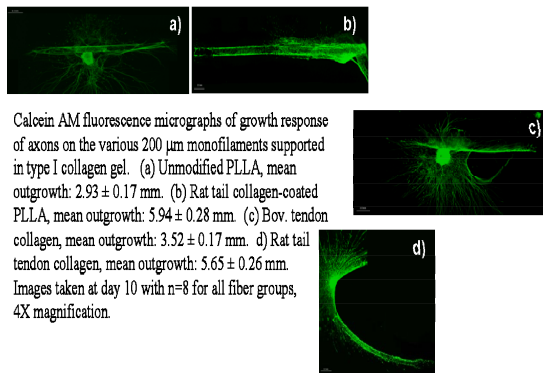 a)
b)
Calcein AM fluorescence micrographs of growth response
of axons on the various 200 µm monofilaments supported
in type I collagen gel. (a) Unmodified PLLA, mean
outgrowth: 2.93 ± 0.17 mm. (b) Rat tail collagen-coated
PLLA, mean outgrowth: 5.94 ± 0.28 mm. (c) Bov. tendon
collagen, mean outgrowth: 3.52 ± 0.17 mm. d) Rat tail
tendon collagen, mean outgrowth: 5.65 ± 0.26 mm.
Images taken at day 10 with n=8 for all fiber groups,
4X magnification.
c)
d)